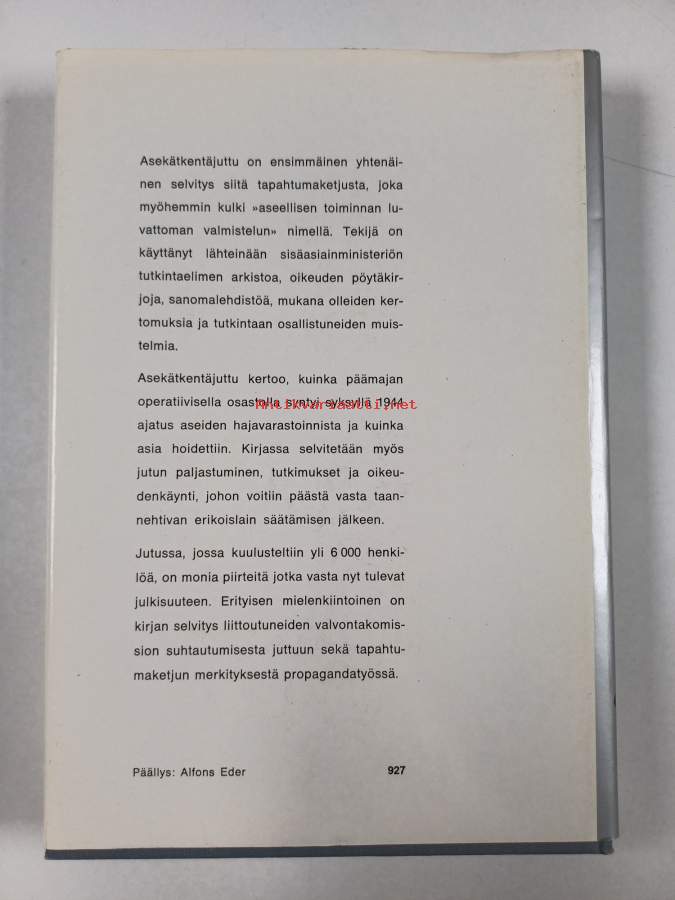 Asekätkentäjuttu on ensimmäinen yhtenäi-
nen selvitys siitä tapahtumaketjusta, joka
myöhemmin kulki »aseellisen toiminnan lu-
vattoman valmistelun» nimellä. Tekijä on
käyttänyt lähteinään sisäasiainministeriön
tutkintaelimen arkistoa, oikeuden pöytäkir-
joja, sanomalehdistöä, mukana olleiden ker-
tomuksia ja tutkintaan osallistuneiden muis-
telmia.
Asekätkentäjuttu kertoo, kuinka päämajan
operatiivisella osastolla syntyi syksyllä 1944
Antikvariaatti.net
ajatus aseiden hajavarastoinnista ja kuinka
asia hoidettiin. Kirjassa selvitetään myös
jutun paljastuminen, tutkimukset ja oikeu-
denkäynti, johon voitiin päästä vasta taan-
nehtivan erikoislain säätämisen jälkeen.
Jutussa, jossa kuulusteltiin yli 6 000 henki-
löä, on monia piirteitä jotka vasta nyt tulevat
julkisuuteen. Erityisen mielenkiintoinen on
kirjan selvitys liittoutuneiden valvontakomis-
sion suhtautumisesta juttuun sekä tapahtu-
maketjun merkityksestä propagandatyössä.
Päällys: Alfons Eder
927